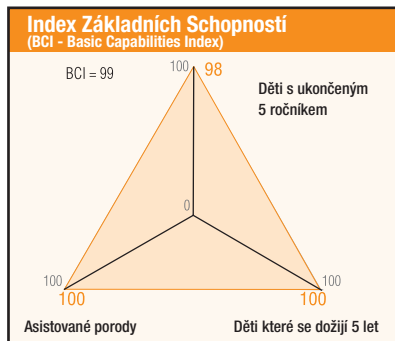 Index Základních Schopností
(BCI - Basic Capabilities Index)
BCI = 99
100
98
Děti s ukončeným
5 ročníkem
0
100
100
100
100
Asistované porody
Děti které se dožijí 5 let